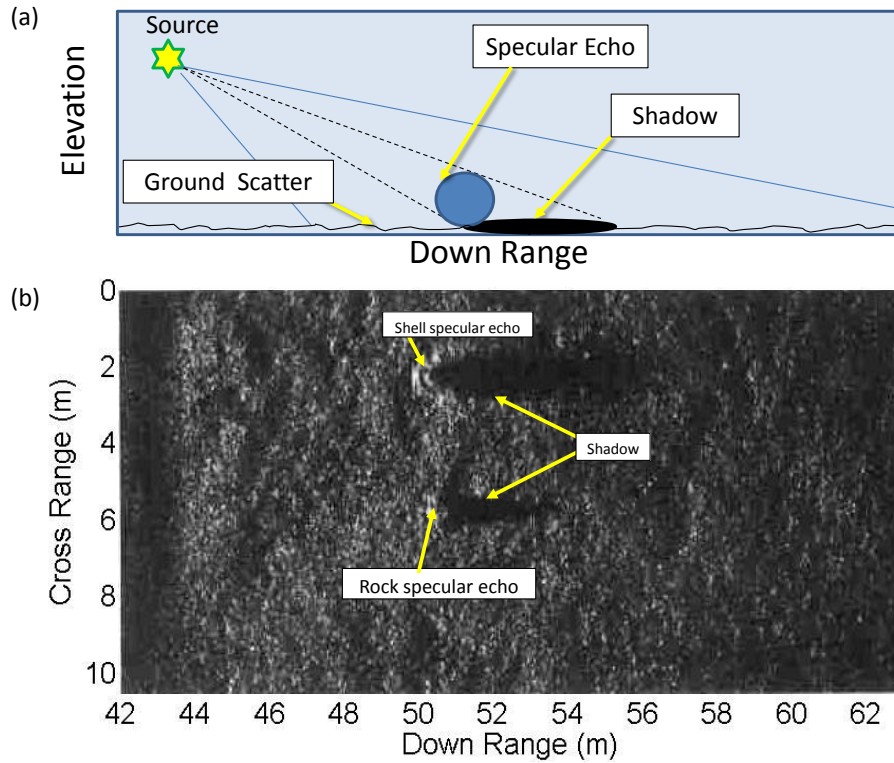 (a)
Source
Specular Echo
Shadow
Elevation
Ground Scatter
Down Range
(b)
0
Shell specular echo
2
4
Shadow
Cross Range (m)
6
Rock specular echo
8
10
42 44 46 48 50 52 54 56 58 60 62
Down Range (m)